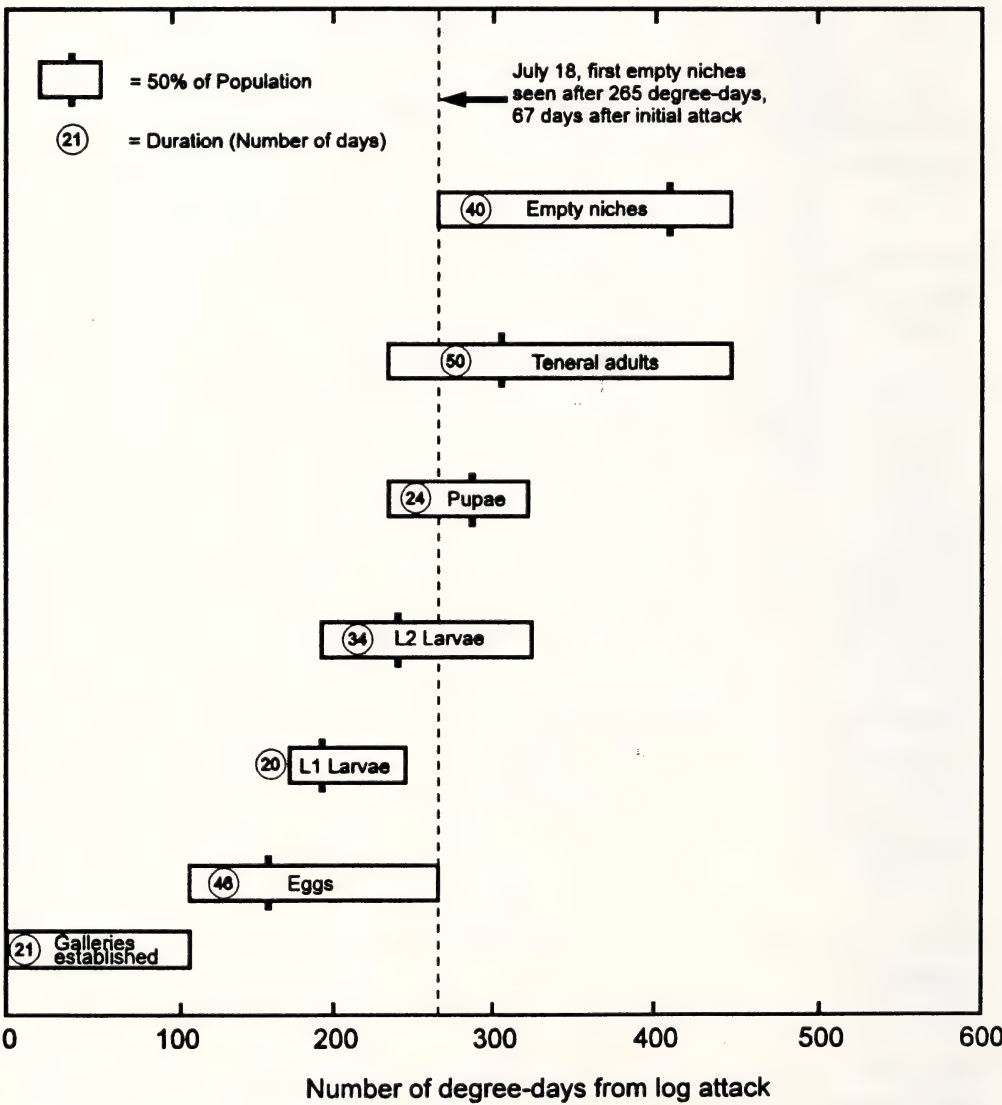 = 50% of Population
21 = Duration (Number of days)
July 18, first empty niches
seen after 265 degree-days,
67 days after initial attack
40 Empty niches
50 Teneral adults
24 Pupae
34 L2 Larvae
20 L1 Larvae
46 Eggs
21 Galleries
established
0 100 200 300 400 500 600
Number of degree-days from log attack